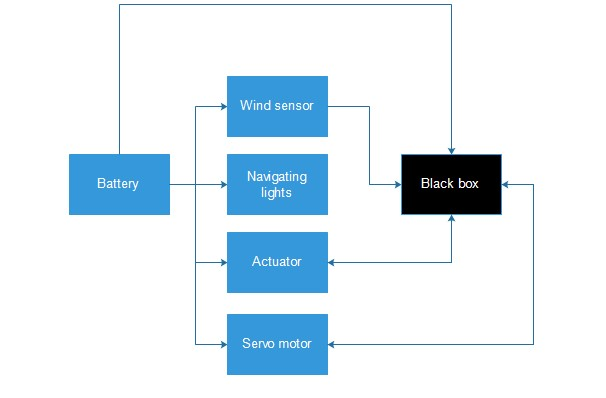 Wind sensor
Battery
Navigating
lights
Black box
Actuator
Servo motor